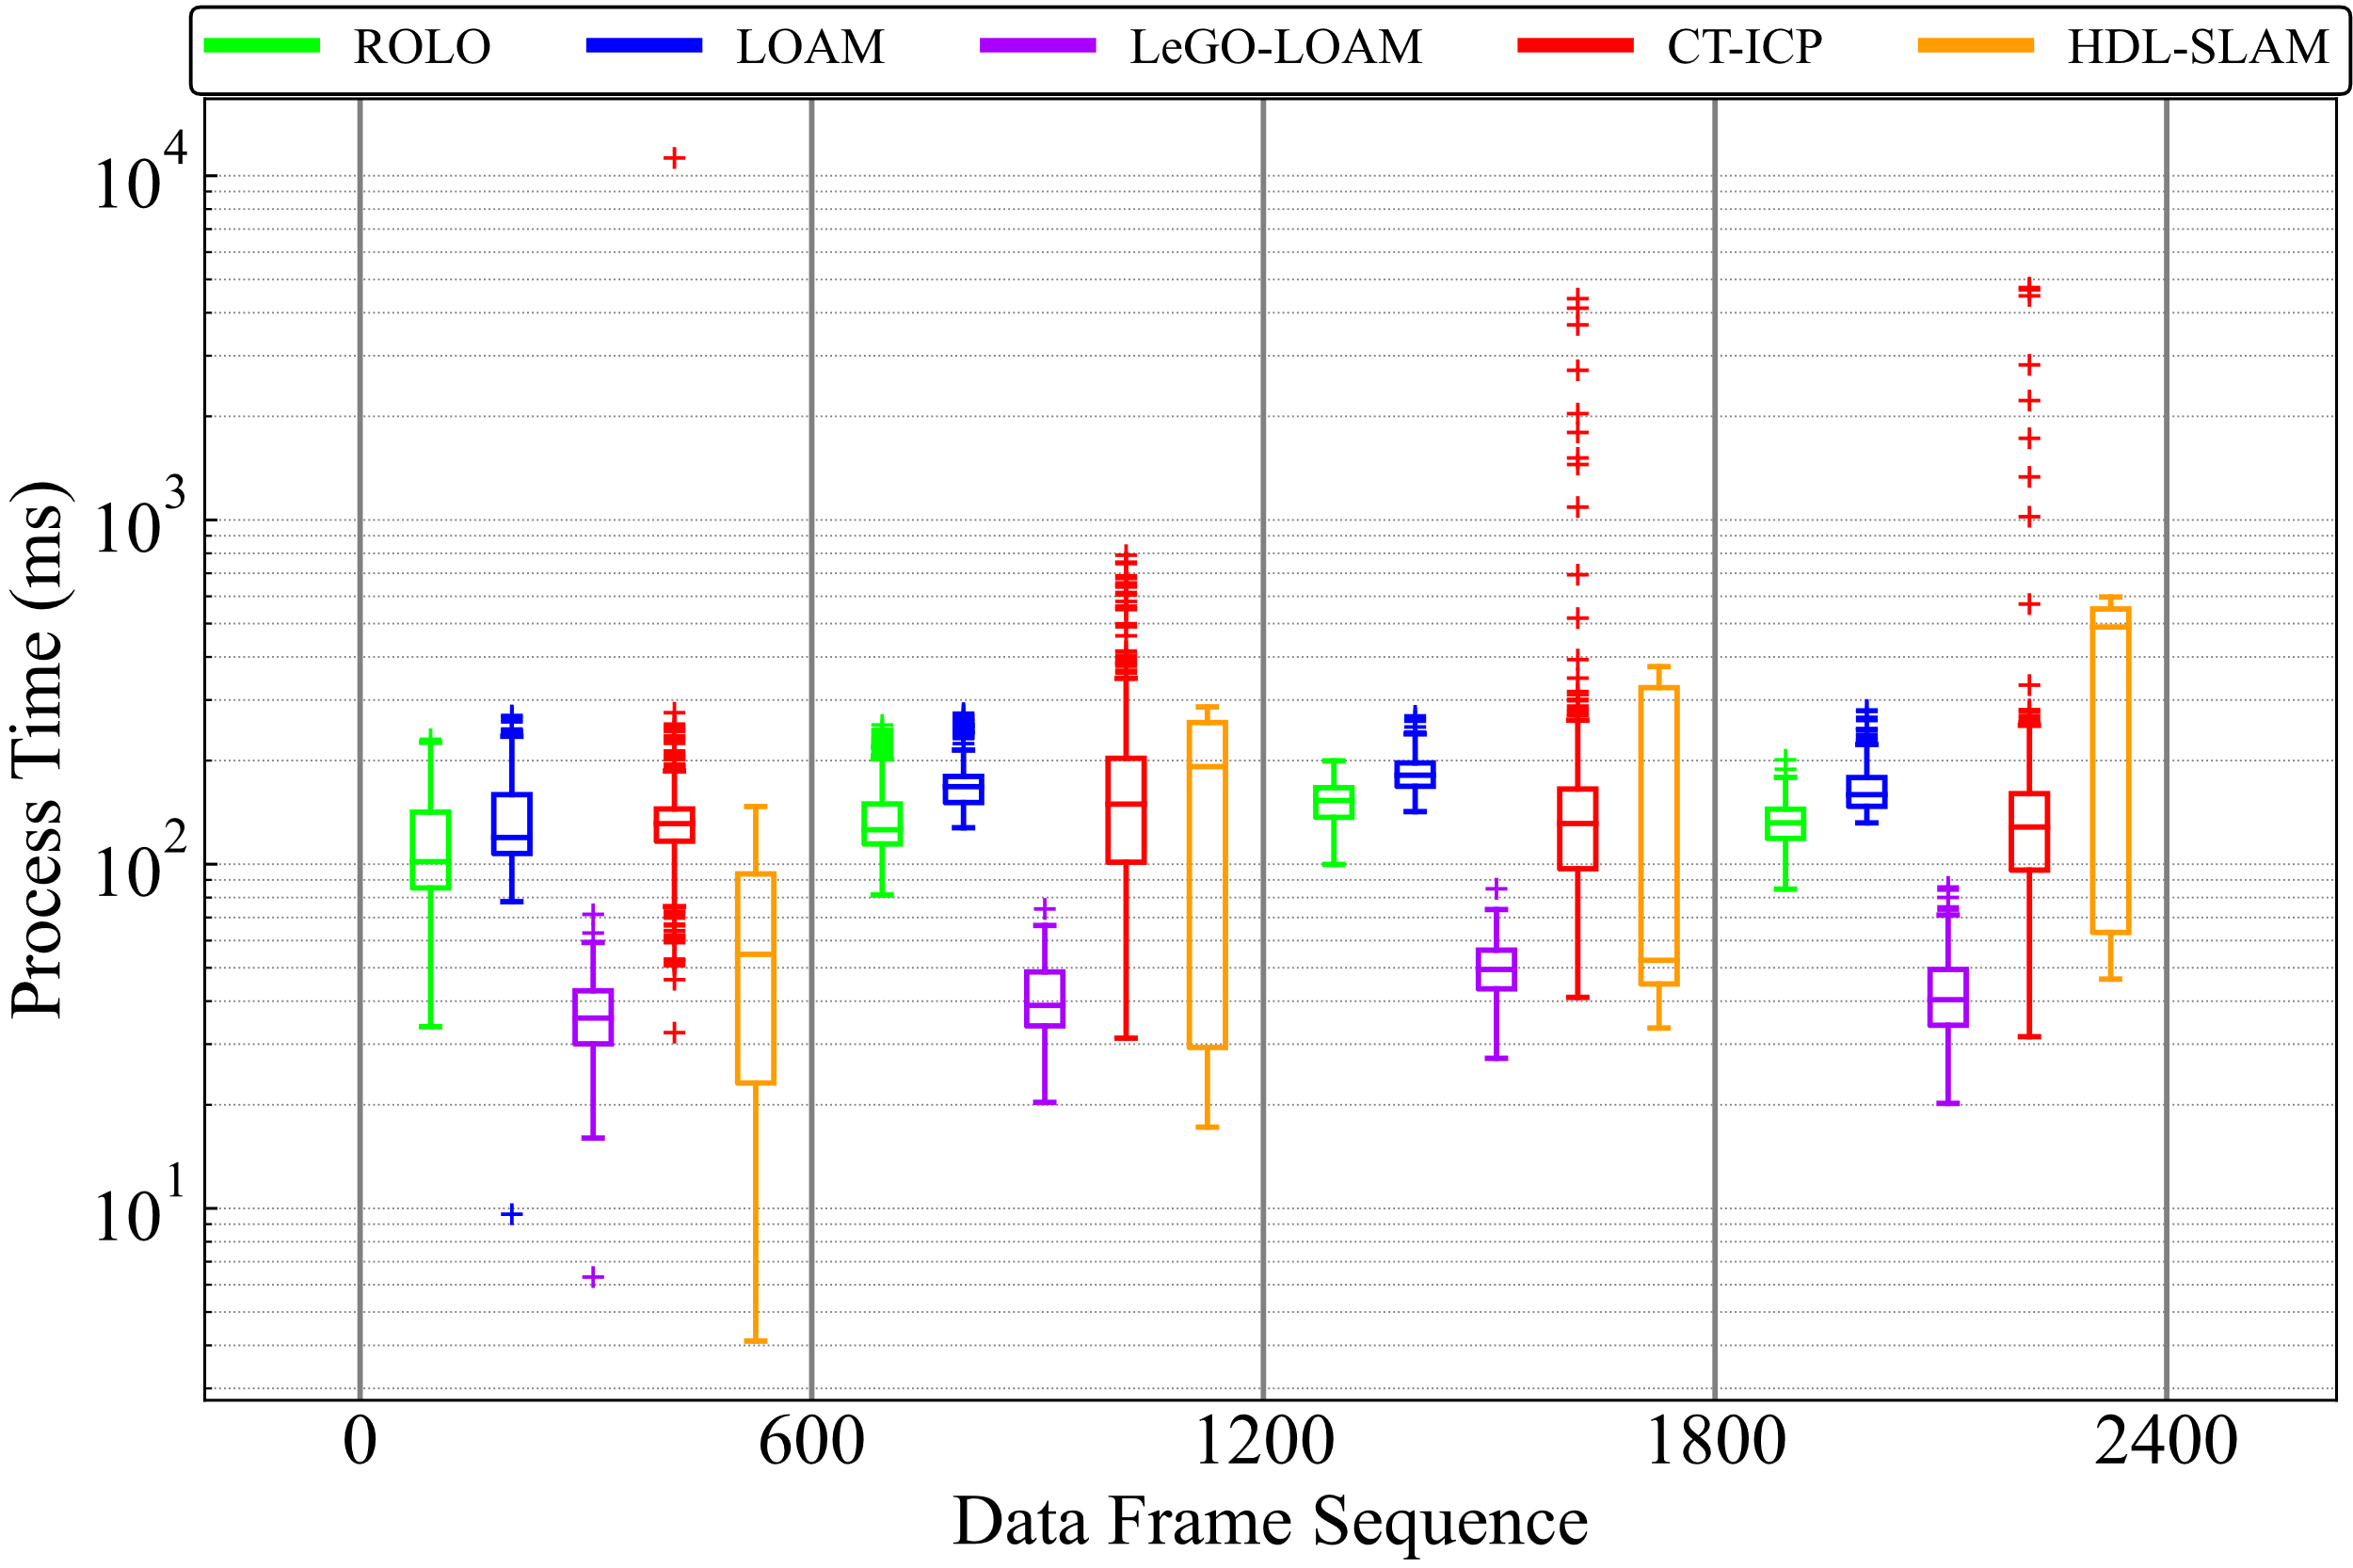 ROLO LOAM LeGO-LOAM CT-ICP HDL-SLAM
10^4
10^3
10^2
10^1
Process Time (ms)
0 600 1200 1800 2400
Data Frame Sequence